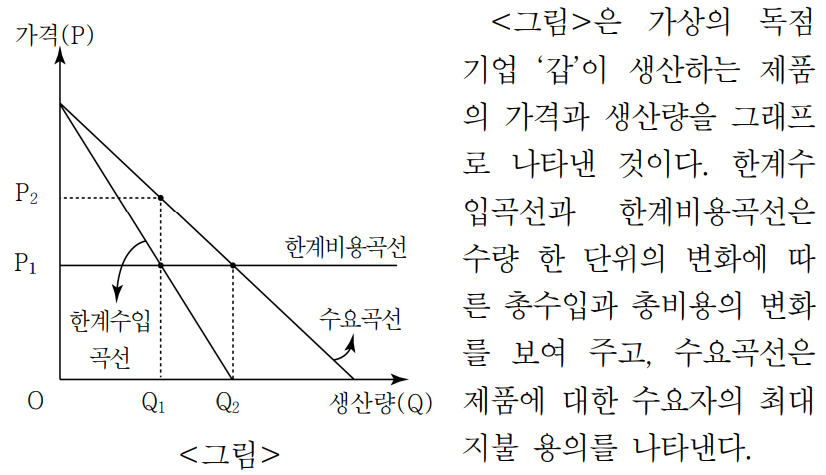 가격(P)
P₂
P₁
한계비용곡선
한계수입
곡선
수요곡선
O
Q₁
Q₂
생산량(Q)
<그림>
<그림>은 가상의 독점
기업 ‘갑’이 생산하는 제품
의 가격과 생산량을 그래프
로 나타낸 것이다. 한계수
입곡선과 한계비용곡선은
수량 한 단위의 변화에 따
른 총수입과 총비용의 변화
를 보여 주고, 수요곡선은
제품에 대한 수요자의 최대
지불 용의를 나타낸다.